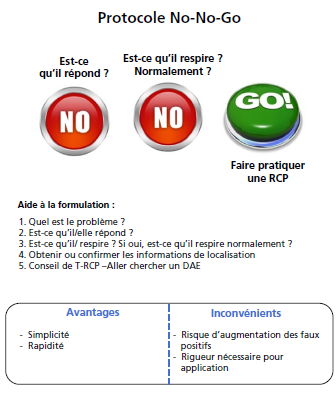 Protocole No-No-Go
Est-ce
qu'il répond ?
Est-ce qu'il respire ?
Normalement ?
NO
NO
GO!
Faire pratiquer
une RCP
Aide à la formulation :
1. Quel est le problème ?
2. Est-ce qu'il/elle répond ?
3. Est-ce qu'il/ respire ? Si oui, est-ce qu'il respire normalement ?
4. Obtenir ou confirmer les informations de localisation
5. Conseil de T-RCP –Aller chercher un DAE
Avantages
- Simplicité
- Rapidité
Inconvénients
- Risque d'augmentation des faux
positifs
- Rigueur nécessaire pour
application